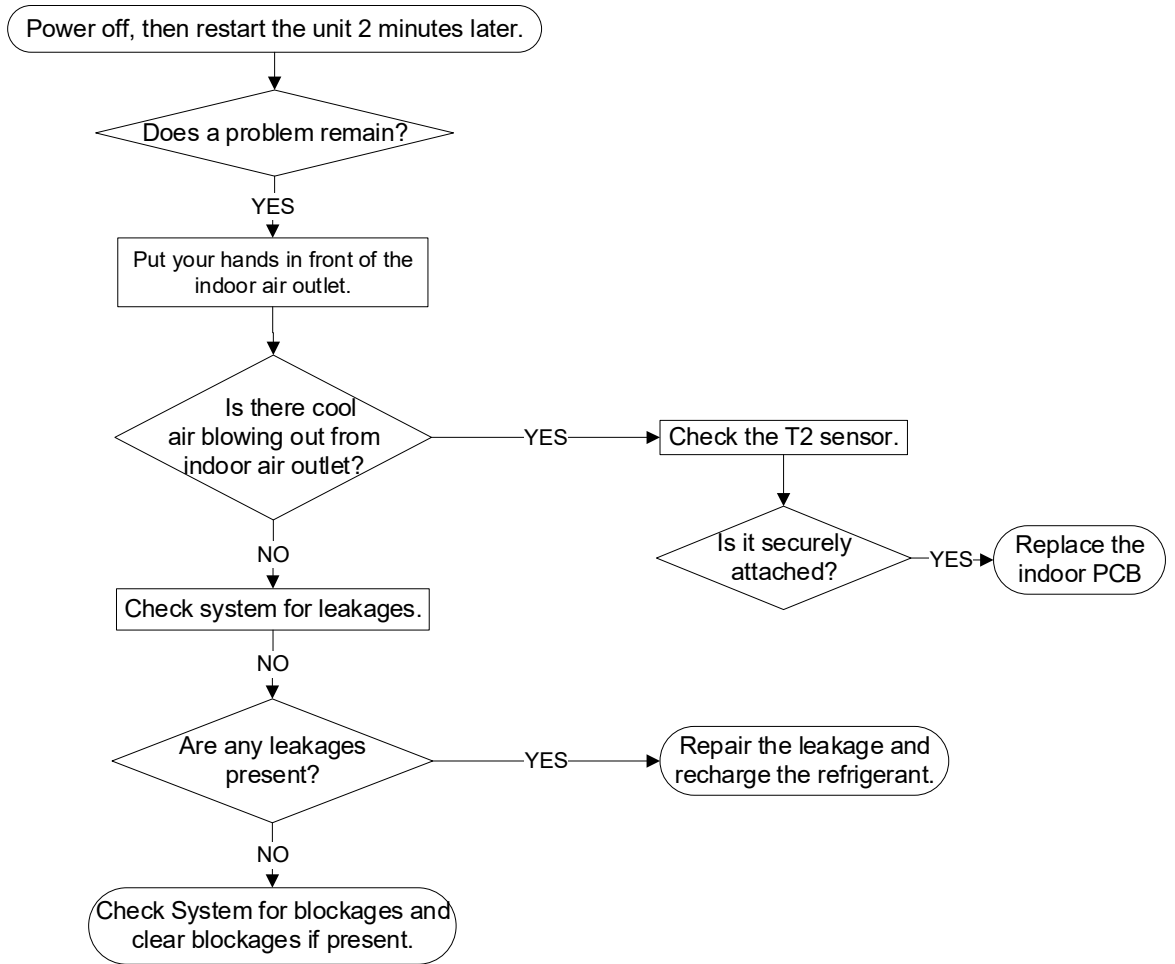 Power off, then restart the unit 2 minutes later.
Does a problem remain?
YES
Put your hands in front of the
indoor air outlet.
Is there cool
air blowing out from
indoor air outlet?
YES
Check the T2 sensor.
Is it securely
attached?
YES
Replace the
indoor PCB
NO
Check system for leakages.
NO
Are any leakages
present?
YES
Repair the leakage and
recharge the refrigerant.
NO
Check System for blockages and
clear blockages if present.